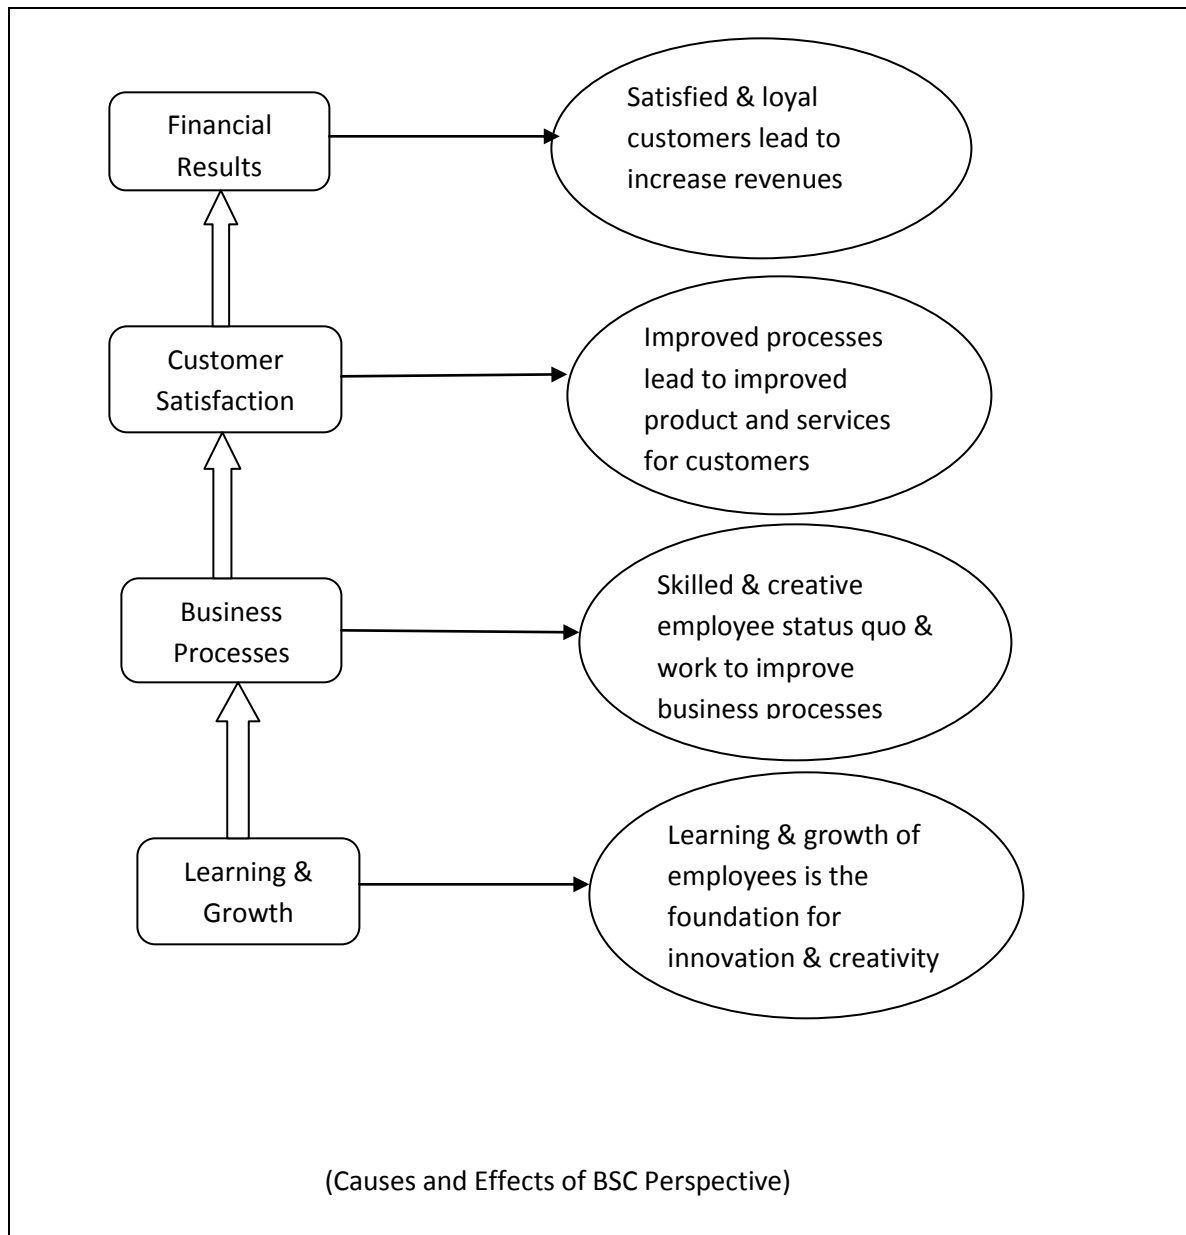 Financial
Results
Satisfied & loyal
customers lead to
increase revenues
Customer
Satisfaction
Improved processes
lead to improved
product and services
for customers
Business
Processes
Skilled & creative
employee status quo &
work to improve
business processes
Learning &
Growth
Learning & growth of
employees is the
foundation for
innovation & creativity
(Causes and Effects of BSC Perspective)